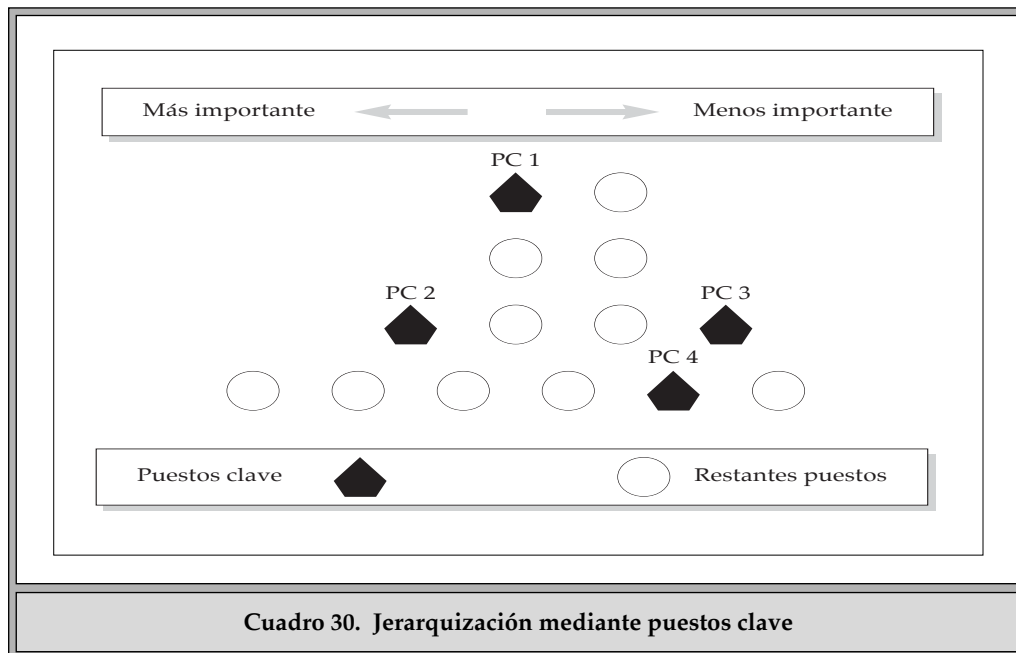 Más importante
Menos importante
PC 1
PC 2
PC 3
PC 4
Puestos clave
Restantes puestos
Cuadro 30. Jerarquización mediante puestos clave